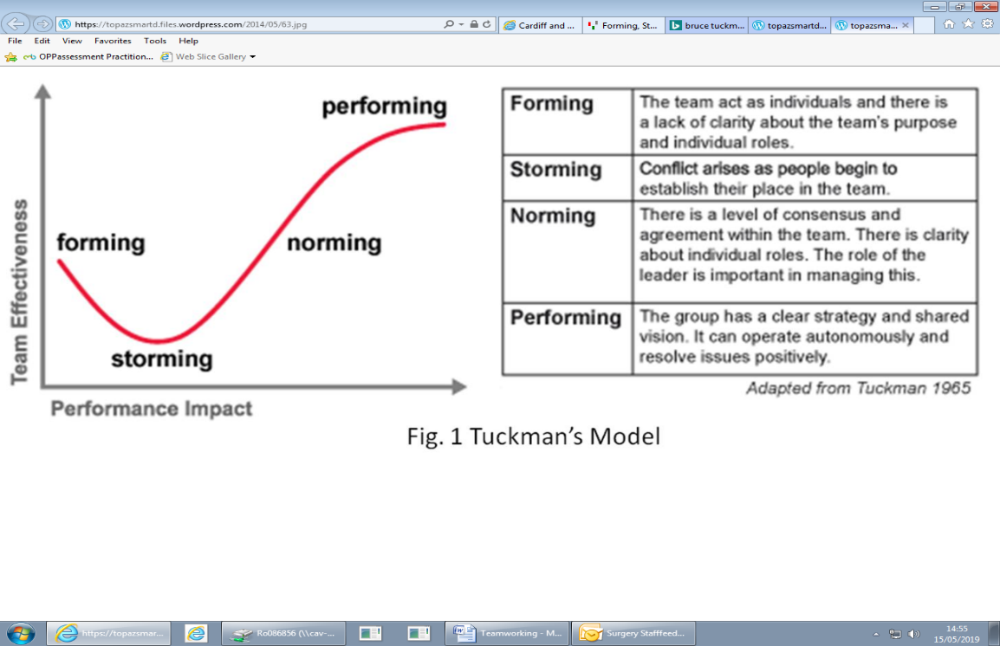 https://topazsmartd.files.wordpress.com/2014/05/63.jpg
Cardiff and ...
Forming, St...
bruce tuckm...
topazsmartd...
topazsma...
File Edit View Favorites Tools Help
OPPassessment Practition...
Web Slice Gallery
performing
forming
norming
storming
Team Effectiveness
Performance Impact
Forming
The team act as individuals and there is
a lack of clarity about the team's purpose
and individual roles.
Storming
Conflict arises as people begin to
establish their place in the team.
Norming
There is a level of consensus and
agreement within the team. There is clarity
about individual roles. The role of the
leader is important in managing this.
Performing
The group has a clear strategy and shared
vision. It can operate autonomously and
resolve issues positively.
Adapted from Tuckman 1965
Fig. 1 Tuckman's Model
https://topazsmar...
Ro086856 (\\cav-...
Teamworking - M...
Surgery Stafffeed...
14:55
15/05/2019